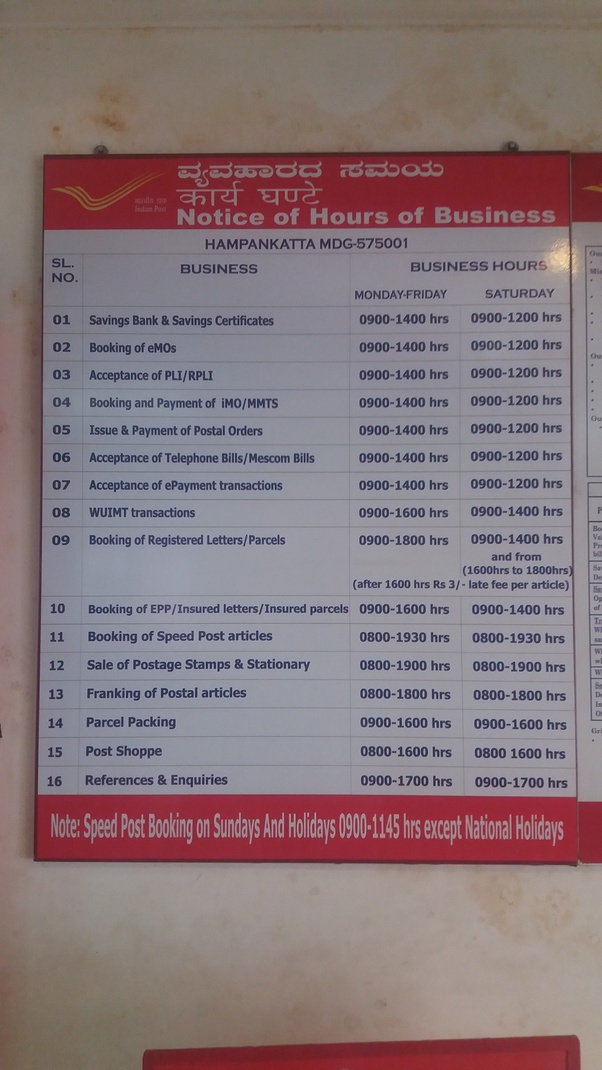 ವ್ಯವಹಾರದ ಸಮಯ
कार्य घण्टे
भारतीय डाक
Indian Post
Notice of Hours of Business
HAMPANKATTA MDG-575001
SL. NO. BUSINESS BUSINESS HOURS
MONDAY-FRIDAY SATURDAY
01 Savings Bank & Savings Certificates 0900-1400 hrs 0900-1200 hrs
02 Booking of eMOs 0900-1400 hrs 0900-1200 hrs
03 Acceptance of PLI/RPLI 0900-1400 hrs 0900-1200 hrs
04 Booking and Payment of iMO/MMTS 0900-1400 hrs 0900-1200 hrs
05 Issue & Payment of Postal Orders 0900-1400 hrs 0900-1200 hrs
06 Acceptance of Telephone Bills/Mescom Bills 0900-1400 hrs 0900-1200 hrs
07 Acceptance of ePayment transactions 0900-1400 hrs 0900-1200 hrs
08 WUIMT transactions 0900-1600 hrs 0900-1400 hrs
09 Booking of Registered Letters/Parcels 0900-1800 hrs 0900-1400 hrs
and from
(1600hrs to 1800hrs)
(after 1600 hrs Rs 3/- late fee per article)
10 Booking of EPP/Insured letters/Insured parcels 0900-1600 hrs 0900-1400 hrs
11 Booking of Speed Post articles 0800-1930 hrs 0800-1930 hrs
12 Sale of Postage Stamps & Stationary 0800-1900 hrs 0800-1900 hrs
13 Franking of Postal articles 0800-1800 hrs 0800-1800 hrs
14 Parcel Packing 0900-1600 hrs 0900-1600 hrs
15 Post Shoppe 0800-1600 hrs 0800 1600 hrs
16 References & Enquiries 0900-1700 hrs 0900-1700 hrs
Note: Speed Post Booking on Sundays And Holidays 0900-1145 hrs except National Holidays